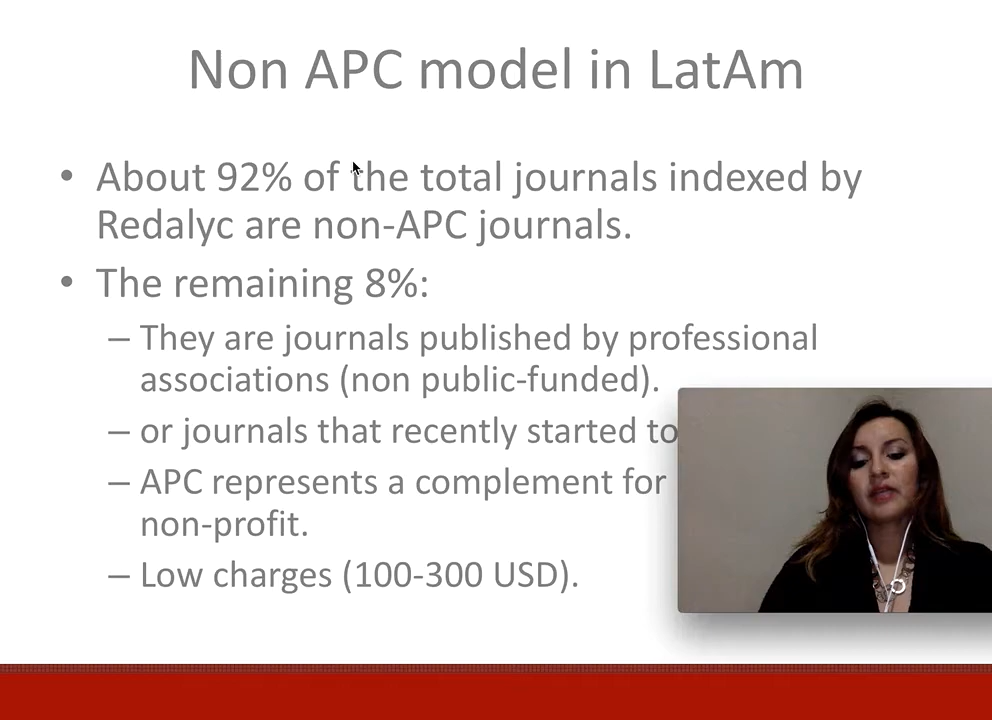 Non APC model in LatAm
• About 92% of the total journals indexed by
Redalyc are non-APC journals.
• The remaining 8%:
– They are journals published by professional
associations (non public-funded).
– or journals that recently started to
– APC represents a complement for
non-profit.
– Low charges (100-300 USD).